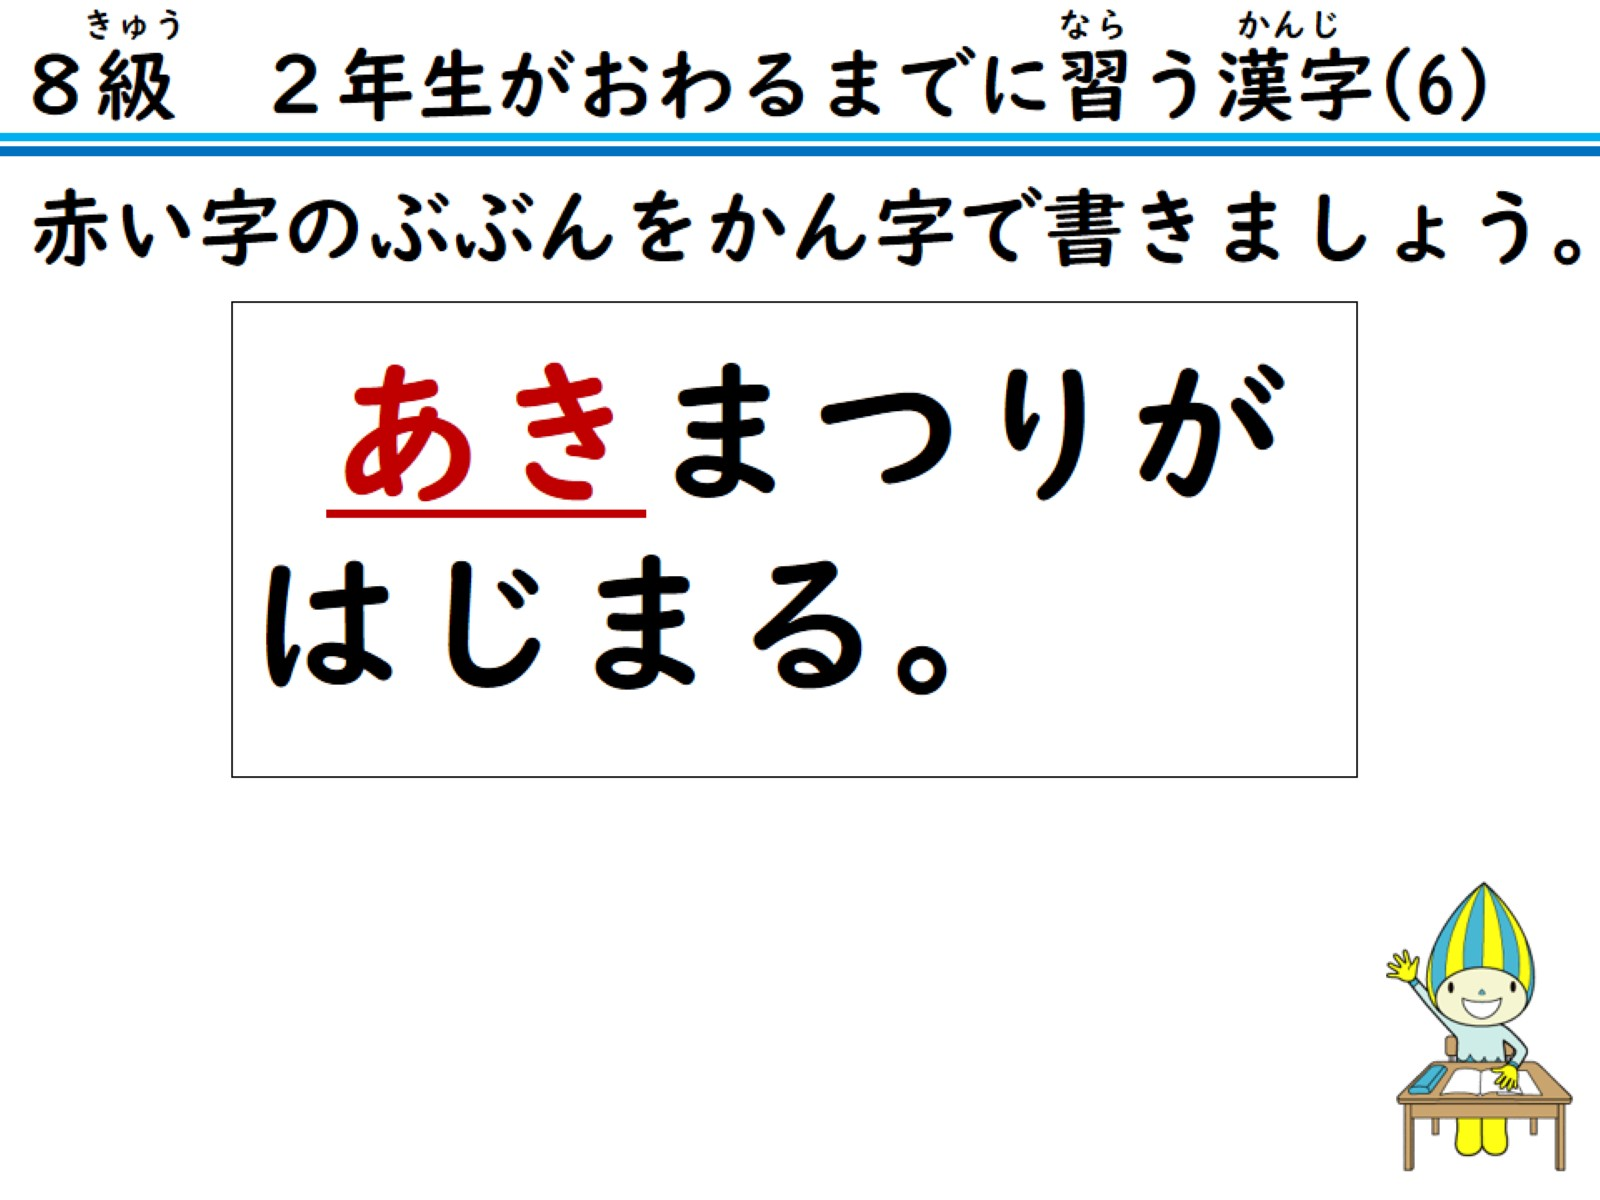 きゅう なら かんじ
８級　２年生がおわるまでに習う漢字(6)
赤い字のぶぶんをかん字で書きましょう。
あきまつりが
はじまる。